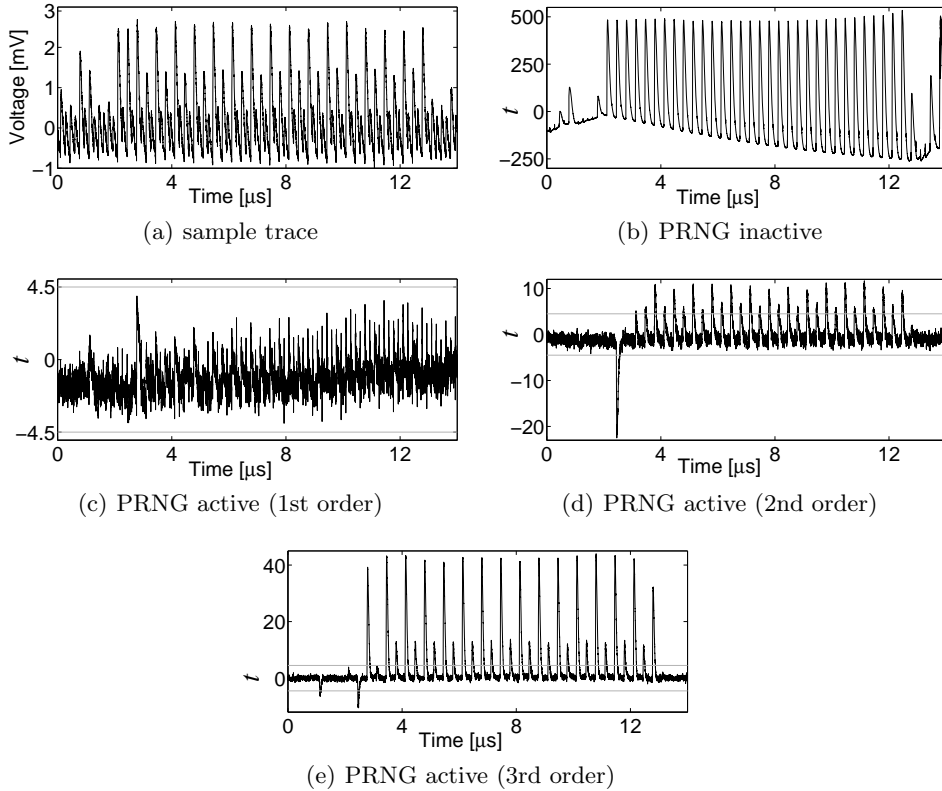 3
2
1
0
−1
Voltage [mV]
0 4 8 12
Time [µs]
(a) sample trace
500
250
0
−250
t
0 4 8 12
Time [µs]
(b) PRNG inactive
4.5
0
−4.5
t
0 4 8 12
Time [µs]
(c) PRNG active (1st order)
10
0
−10
−20
t
0 4 8 12
Time [µs]
(d) PRNG active (2nd order)
40
20
0
t
0 4 8 12
Time [µs]
(e) PRNG active (3rd order)